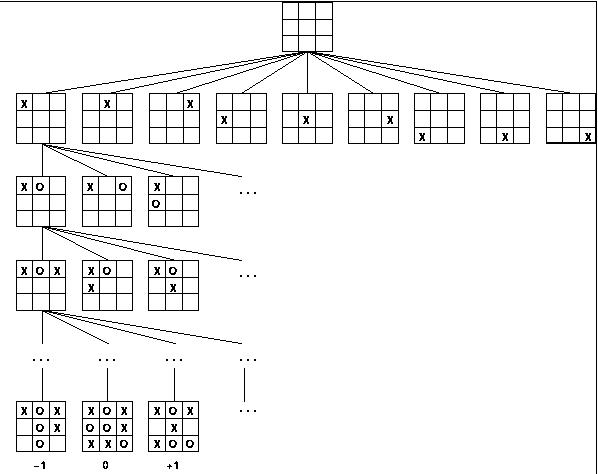 X X X
X X X
X X X
X O X O X
O ...
X O X X O X O
X X ...
... ... ... ...
X O X X O X X O X ...
O X O O X X
O X X O X O O
-1 0 +1